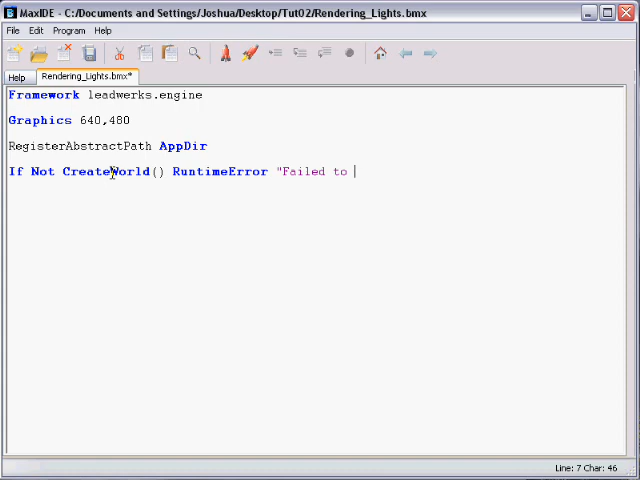 MaxIDE - C:/Documents and Settings/Joshua/Desktop/Tut02/Rendering_Lights.bmx
File Edit Program Help
Help Rendering_Lights.bmx*
Framework leadwerks.engine
Graphics 640,480
RegisterAbstractPath AppDir
If Not CreateWorld() RuntimeError "Failed to
Line: 7 Char: 46